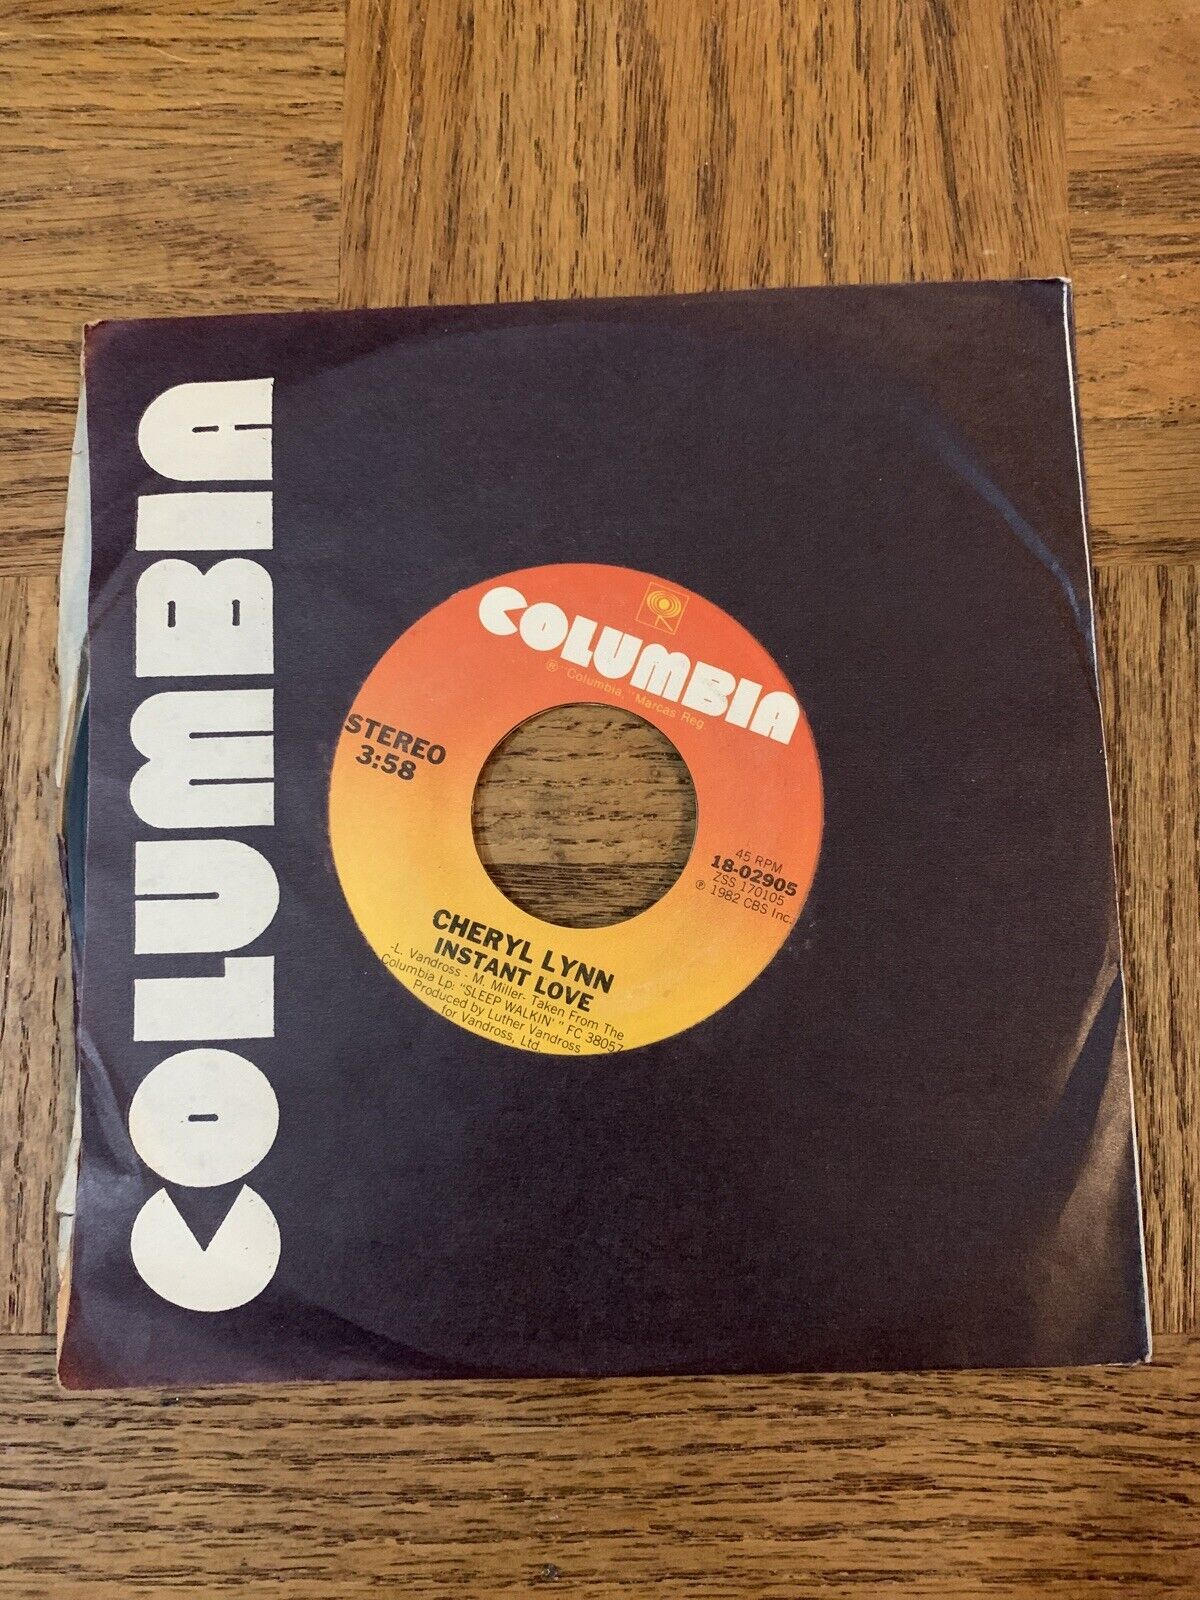 COLUMBIA
COLUMBIA
® "Columbia," Marcas Reg
STEREO
3:58
45 RPM
18-02905
ZSS 170105
℗ 1982 CBS Inc.
CHERYL LYNN
INSTANT LOVE
-L. Vandross - M. Miller- Taken From The
Columbia Lp: "SLEEP WALKIN'" FC 38057
Produced by Luther Vandross
for Vandross, Ltd.